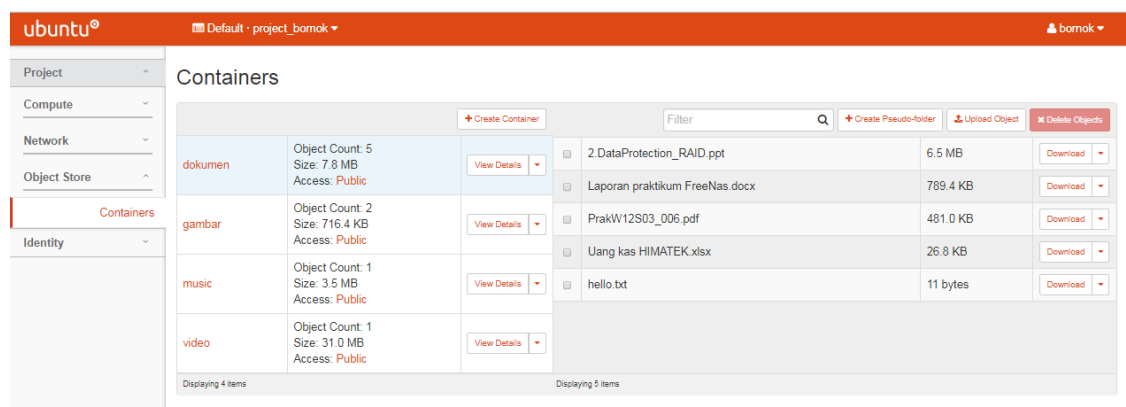 ubuntu
Default · project_bornok
bornok
Project
Compute
Network
Object Store
Containers
Identity
Containers
Create Container
dokumen
Object Count: 5
Size: 7.8 MB
Access: Public
View Details
gambar
Object Count: 2
Size: 716.4 KB
Access: Public
View Details
music
Object Count: 1
Size: 3.5 MB
Access: Public
View Details
video
Object Count: 1
Size: 31.0 MB
Access: Public
View Details
Displaying 4 items
Filter
Create Pseudo-folder
Upload Object
Delete Objects
2.DataProtection_RAID.ppt 6.5 MB Download
Laporan praktikum FreeNas.docx 789.4 KB Download
PrakW12S03_006.pdf 481.0 KB Download
Uang kas HIMATEK.xlsx 26.8 KB Download
hello.txt 11 bytes Download
Displaying 5 items